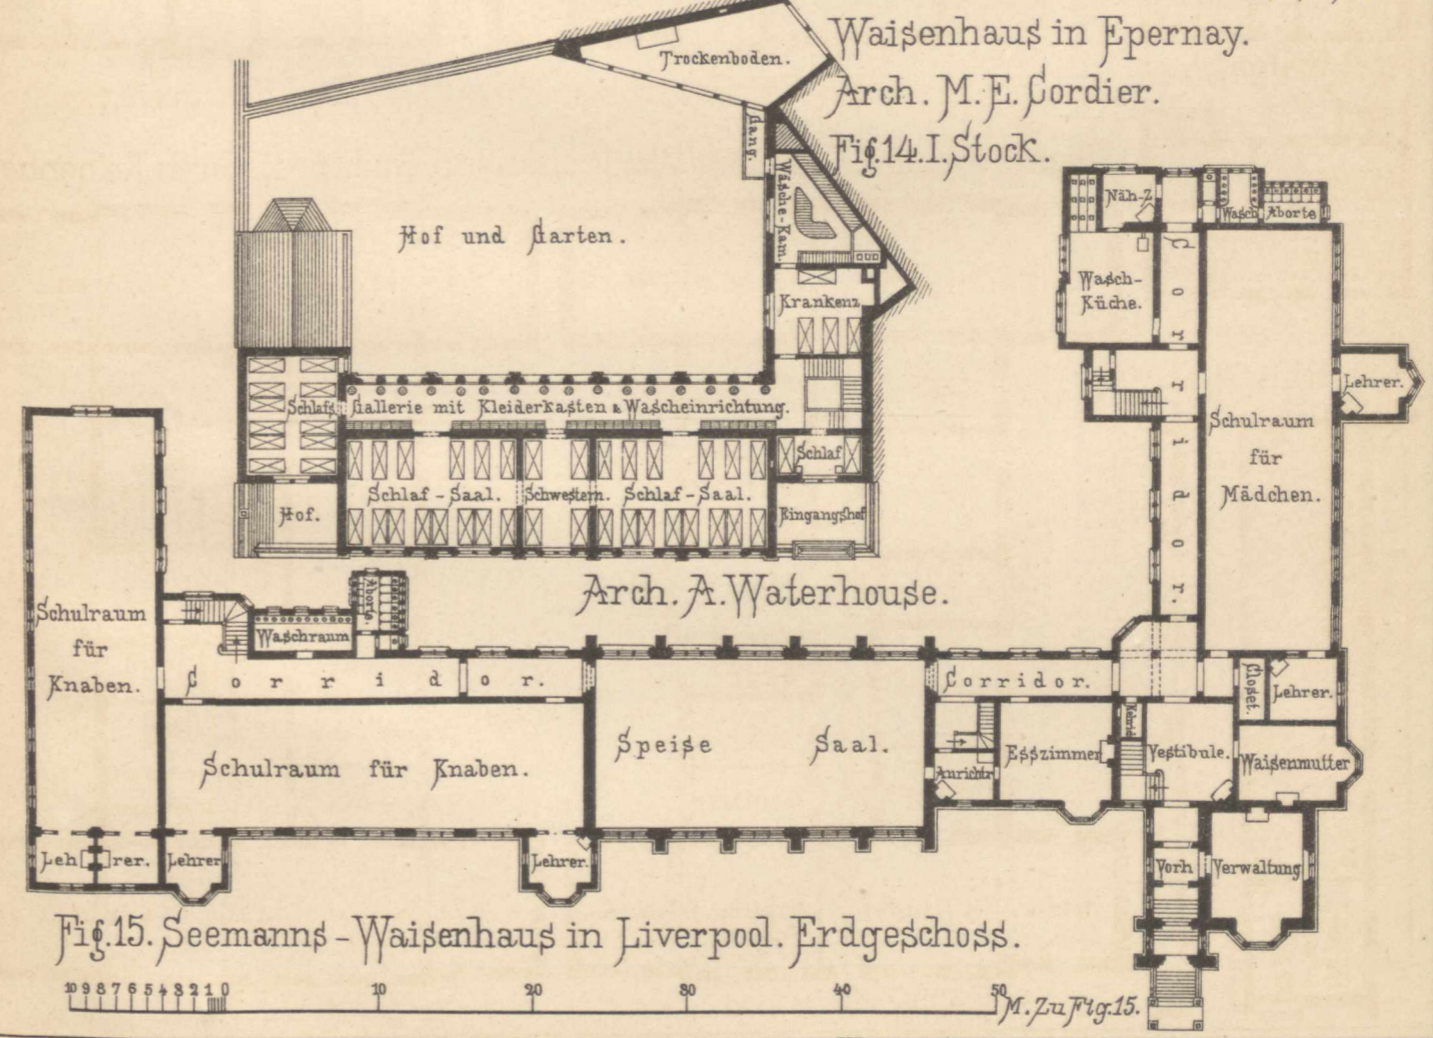 Waisenhaus in Epernay.
Arch. M. E. Cordier.
Fig. 14. I. Stock.
Trockenboden.
Gang.
Wäsche-Kam.
Hof und Garten.
Krankenz
Schlafs.
Gallerie mit Kleiderkasten & Wascheinrichtung.
Schlaf
Schlaf-Saal.
Schwestern.
Schlaf-Saal.
Hof.
Eingangshof
Arch. A. Waterhouse.
Näh-Z
Wasch
Aborte
Wasch-
Küche.
Corridor.
Lehrer.
Schulraum
für
Mädchen.
Schulraum
für
Knaben.
Aborte.
Waschraum
Corridor.
Corridor.
Closet.
Lehrer.
Speise Saal.
Schulraum für Knaben.
Anrichte
Esszimmer
Vestibule.
Waisenmutter
Lehrer.
Lehrer
Lehrer.
Vorh
Verwaltung
Fig. 15. Seemanns-Waisenhaus in Liverpool. Erdgeschoss.
10 9 8 7 6 5 4 3 2 1 0 10 20 30 40 50
M. Zu Fig. 15.